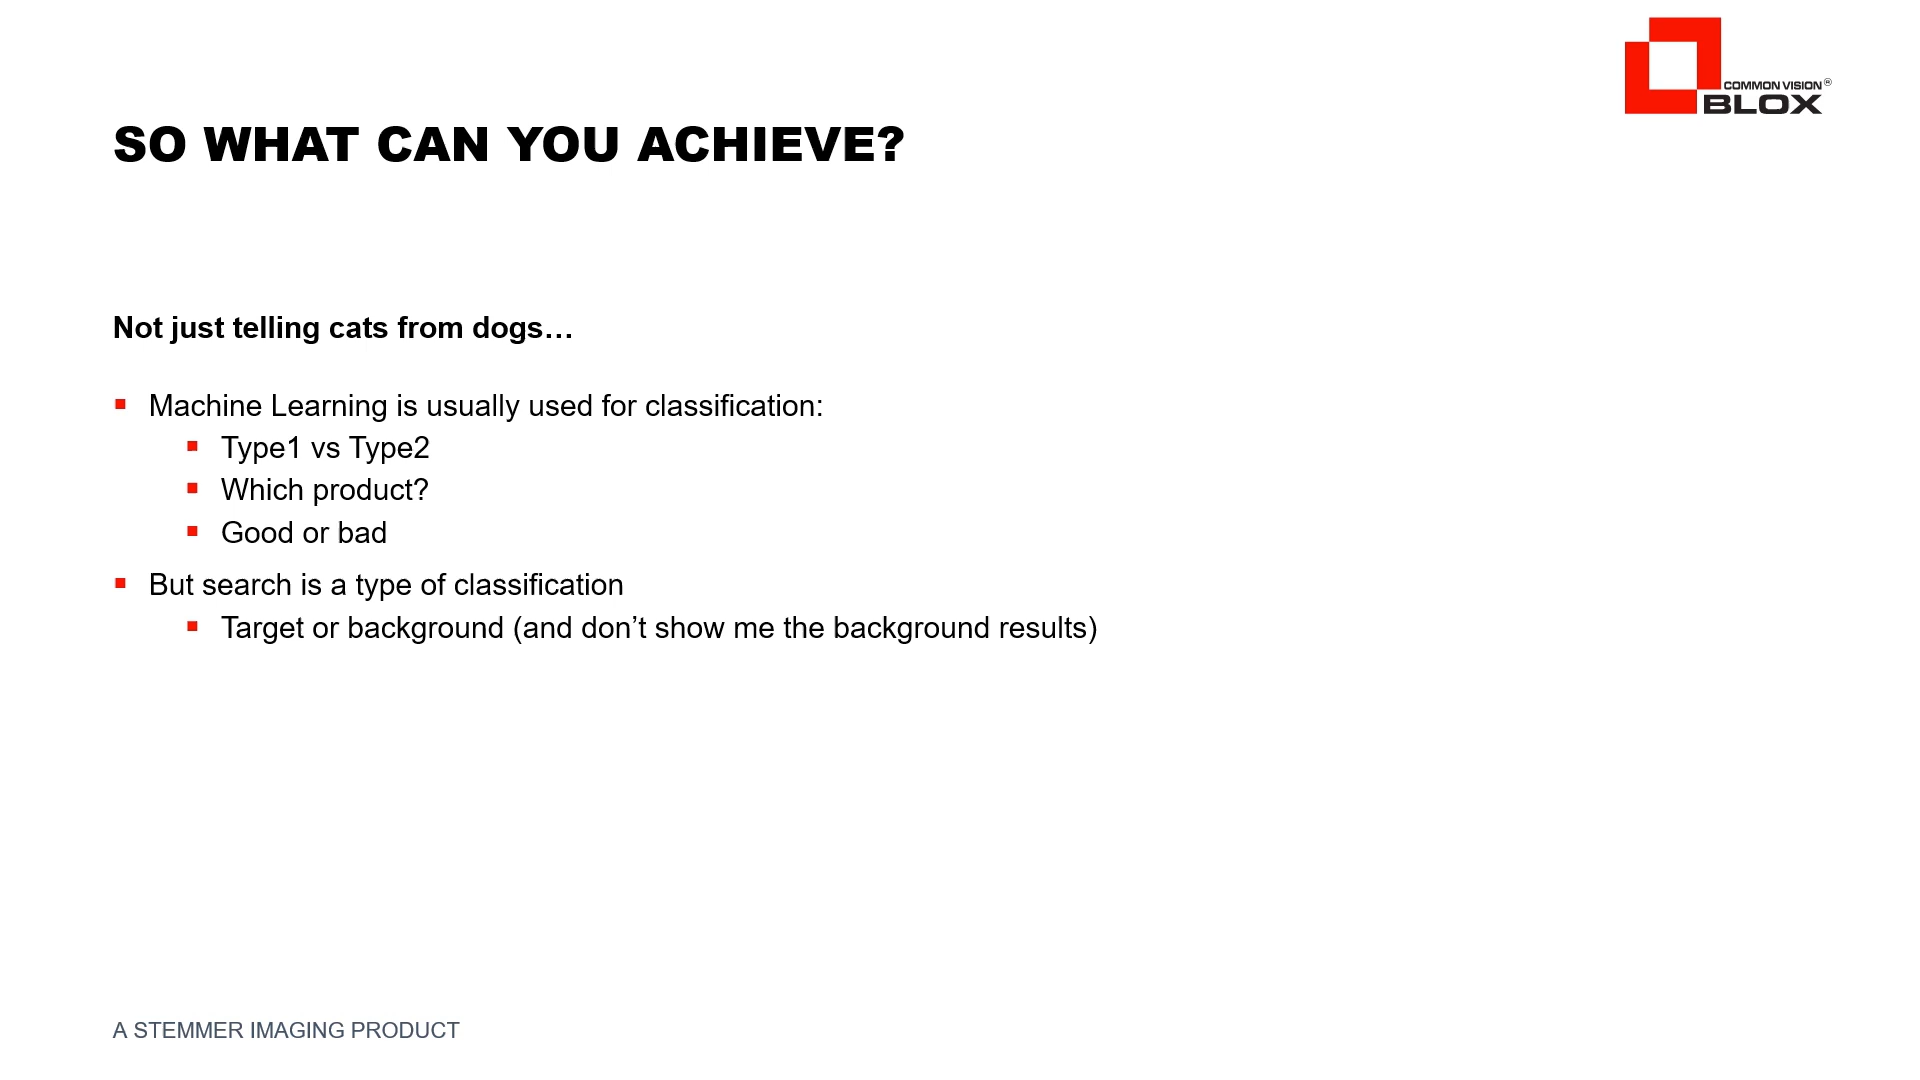 COMMON VISION®
BLOX
SO WHAT CAN YOU ACHIEVE?
Not just telling cats from dogs…
Machine Learning is usually used for classification:
Type1 vs Type2
Which product?
Good or bad
But search is a type of classification
Target or background (and don’t show me the background results)
A STEMMER IMAGING PRODUCT